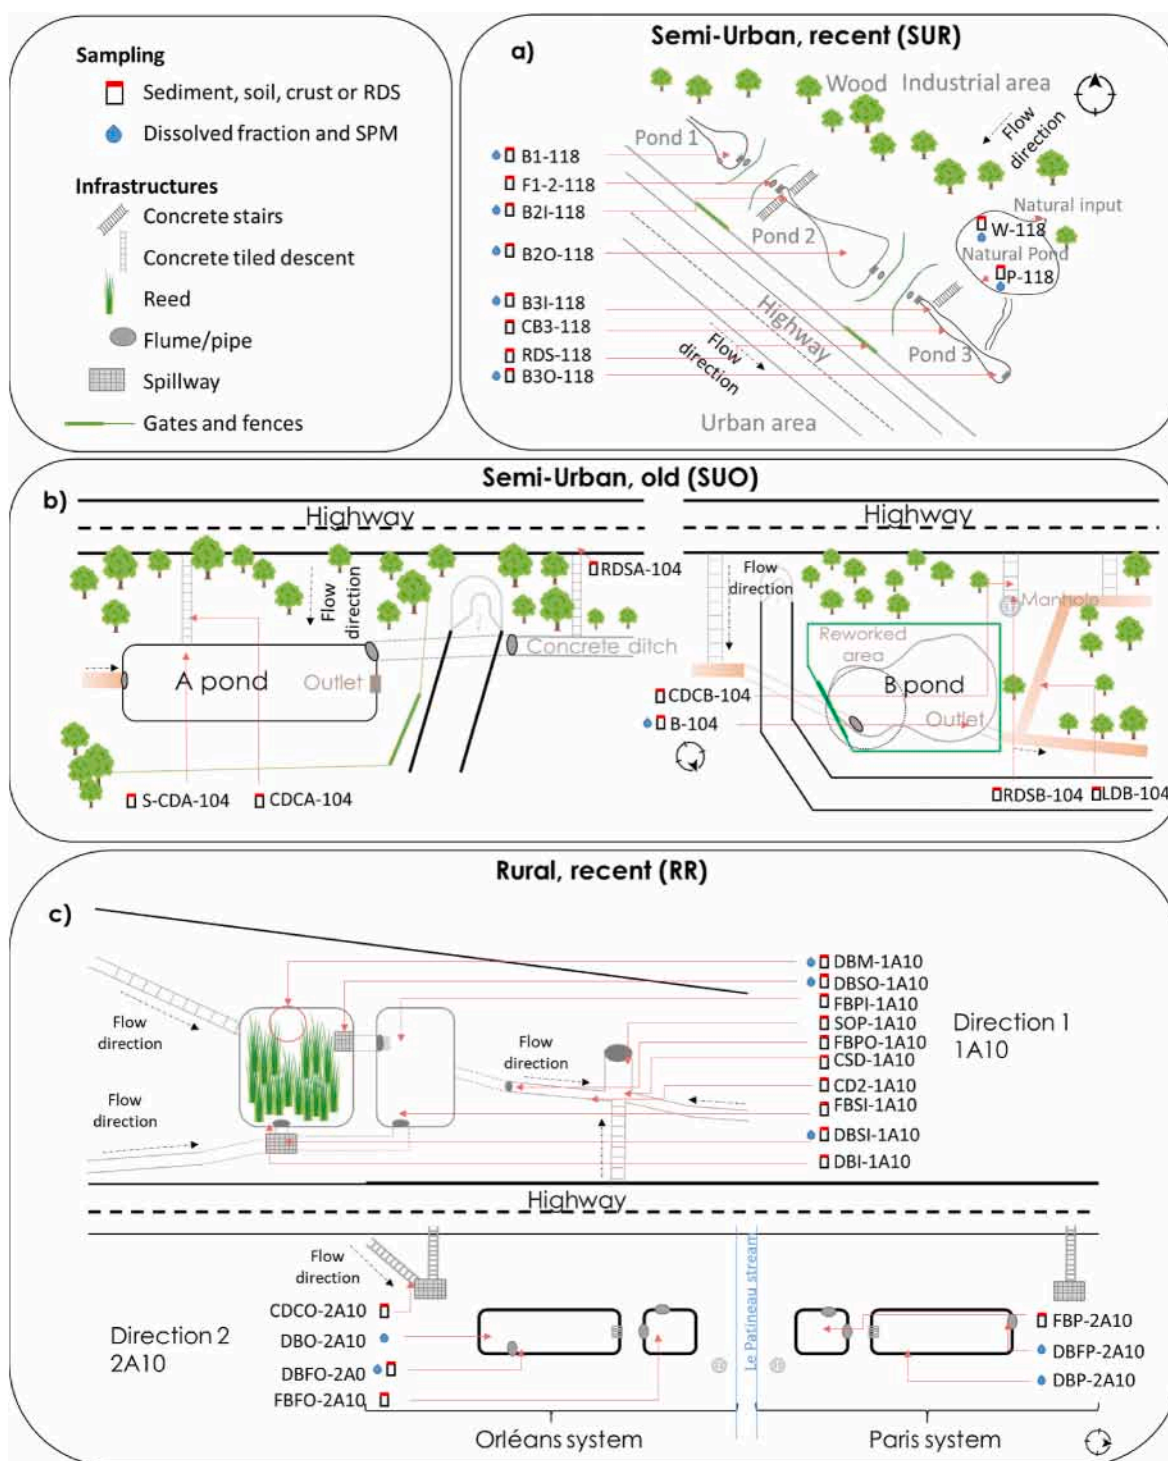 Sampling
Sediment, soil, crust or RDS
Dissolved fraction and SPM
Infrastructures
Concrete stairs
Concrete tiled descent
Reed
Flume/pipe
Spillway
Gates and fences
a)
Semi-Urban, recent (SUR)
Wood
Industrial area
Flow
direction
Pond 1
B1-118
F1-2-118
B2I-118
B2O-118
B3I-118
CB3-118
RDS-118
B3O-118
Pond 2
Natural input
W-118
Natural Pond
P-118
Highway
Pond 3
Flow
direction
Urban area
Semi-Urban, old (SUO)
b)
Highway
Highway
RDSA-104
Flow
direction
Flow
direction
Manhole
Concrete ditch
Reworked
area
A pond
Outlet
B pond
CDCB-104
B-104
Outlet
S-CDA-104
CDCA-104
RDSB-104
LDB-104
Rural, recent (RR)
c)
DBM-1A10
DBSO-1A10
FBPI-1A10
SOP-1A10
FBPO-1A10
CSD-1A10
CD2-1A10
FBSI-1A10
DBSI-1A10
DBI-1A10
Direction 1
1A10
Flow
direction
Flow
direction
Flow
direction
Highway
Flow
direction
CDCO-2A10
DBO-2A10
DBFO-2A0
FBFO-2A10
Direction 2
2A10
Le Patineau stream
FBP-2A10
DBFP-2A10
DBP-2A10
Orléans system
Paris system